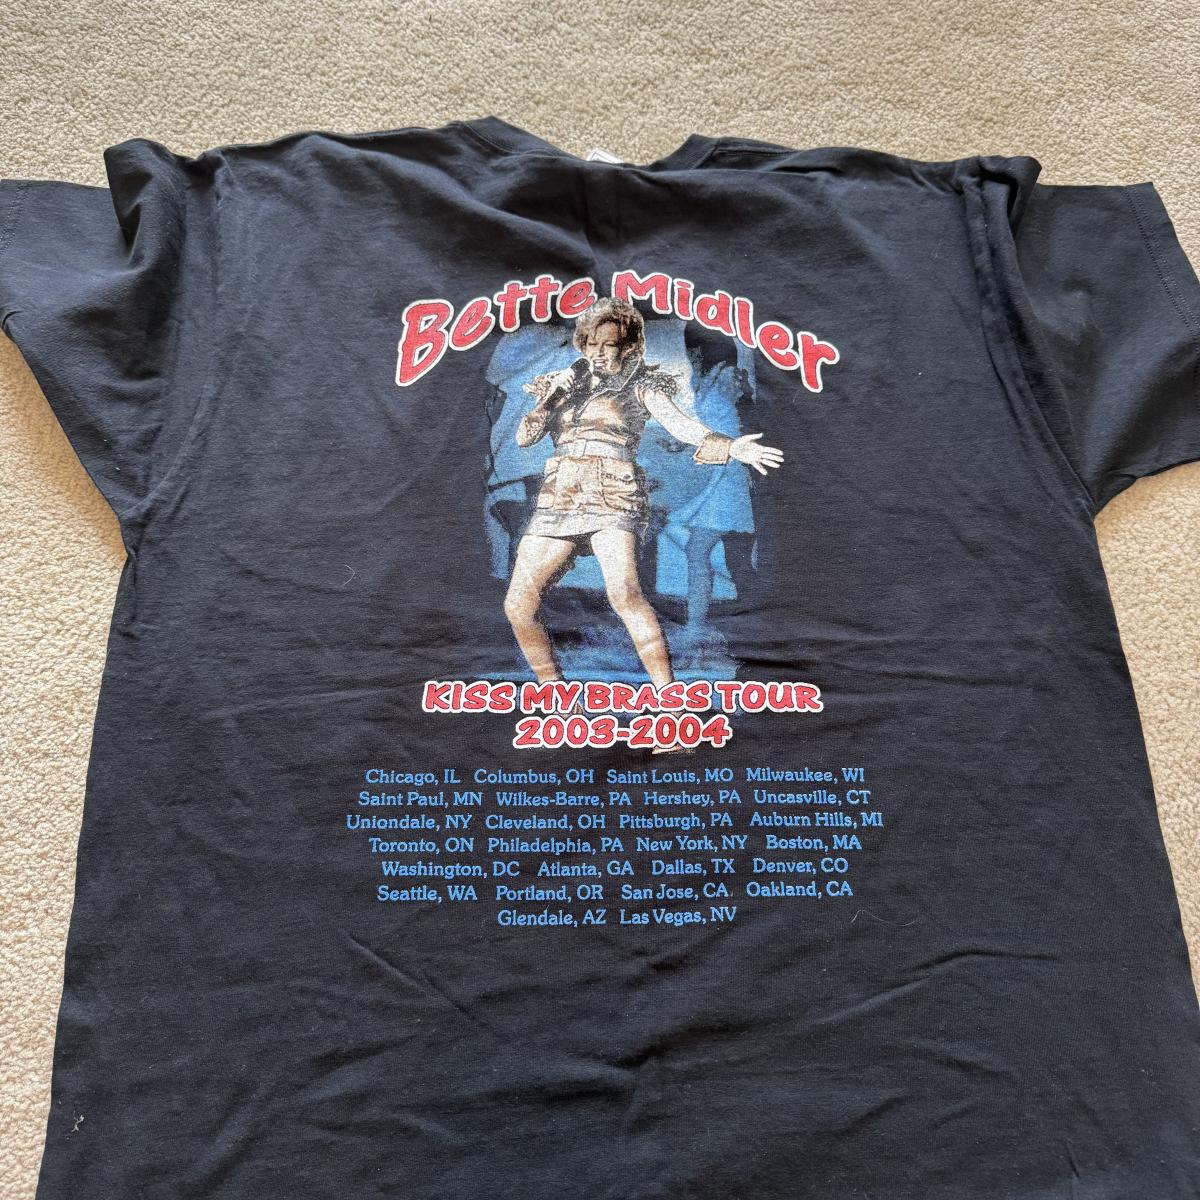 Bette Midler
KISS MY BRASS TOUR
2003-2004
Chicago, IL Columbus, OH Saint Louis, MO Milwaukee, WI
Saint Paul, MN Wilkes-Barre, PA Hershey, PA Uncasville, CT
Uniondale, NY Cleveland, OH Pittsburgh, PA Auburn Hills, MI
Toronto, ON Philadelphia, PA New York, NY Boston, MA
Washington, DC Atlanta, GA Dallas, TX Denver, CO
Seattle, WA Portland, OR San Jose, CA Oakland, CA
Glendale, AZ Las Vegas, NV